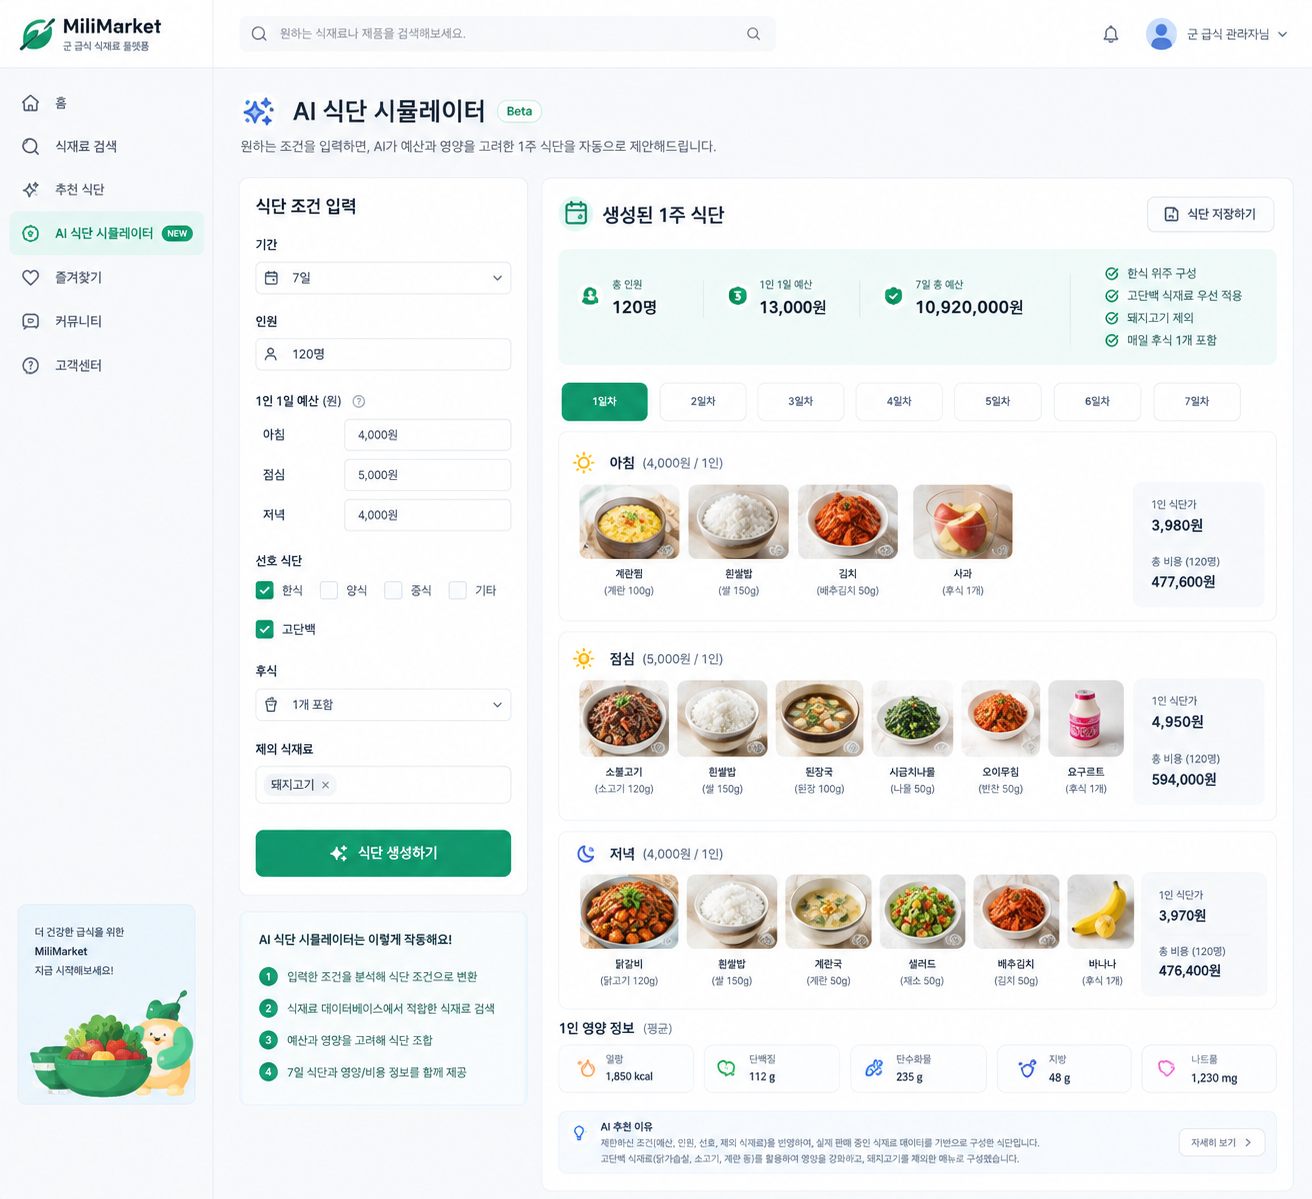 MiliMarket
군 급식 식재료 플랫폼
원하는 식재료나 제품을 검색해보세요.
군 급식 관리자님
홈
식재료 검색
추천 식단
AI 식단 시뮬레이터 NEW
즐겨찾기
커뮤니티
고객센터
더 건강한 급식을 위한
MiliMarket
지금 시작해보세요!
AI 식단 시뮬레이터 Beta
원하는 조건을 입력하면, AI가 예산과 영양을 고려한 1주 식단을 자동으로 제안해드립니다.
식단 조건 입력
기간
7일
인원
120명
1인 1일 예산 (원) ?
아침 4,000원
점심 5,000원
저녁 4,000원
선호 식단
한식 양식 중식 기타
고단백
후식
1개 포함
제외 식재료
돼지고기 ×
식단 생성하기
AI 식단 시뮬레이터는 이렇게 작동해요!
1 입력한 조건을 분석해 식단 조건으로 변환
2 식재료 데이터베이스에서 적합한 식재료 검색
3 예산과 영양을 고려해 식단 조합
4 7일 식단과 영양/비용 정보를 함께 제공
생성된 1주 식단
식단 저장하기
총 인원
120명
1인 1일 예산
13,000원
7일 총 예산
10,920,000원
한식 위주 구성
고단백 식재료 우선 적용
돼지고기 제외
매일 후식 1개 포함
1일차 2일차 3일차 4일차 5일차 6일차 7일차
아침 (4,000원 / 1인)
계란찜 흰쌀밥 김치 사과
(계란 100g) (쌀 150g) (배추김치 50g) (후식 1개)
1인 식단가
3,980원
총 비용 (120명)
477,600원
점심 (5,000원 / 1인)
소불고기 흰쌀밥 된장국 시금치나물 오이무침 요구르트
(소고기 120g) (쌀 150g) (된장 100g) (나물 50g) (반찬 50g) (후식 1개)
1인 식단가
4,950원
총 비용 (120명)
594,000원
저녁 (4,000원 / 1인)
닭갈비 흰쌀밥 계란국 샐러드 배추김치 바나나
(닭고기 120g) (쌀 150g) (계란 50g) (채소 50g) (김치 50g) (후식 1개)
1인 식단가
3,970원
총 비용 (120명)
476,400원
1인 영양 정보 (평균)
열량
1,850 kcal
단백질
112 g
탄수화물
235 g
지방
48 g
나트륨
1,230 mg
AI 추천 이유
제한하신 조건(예산, 인원, 선호, 제외 식재료)을 반영하여, 실제 판매 중인 식재료 데이터를 기반으로 구성한 식단입니다.
고단백 식재료(닭가슴살, 소고기, 계란 등)를 활용하여 영양을 강화하고, 돼지고기를 제외한 메뉴로 구성했습니다.
자세히 보기